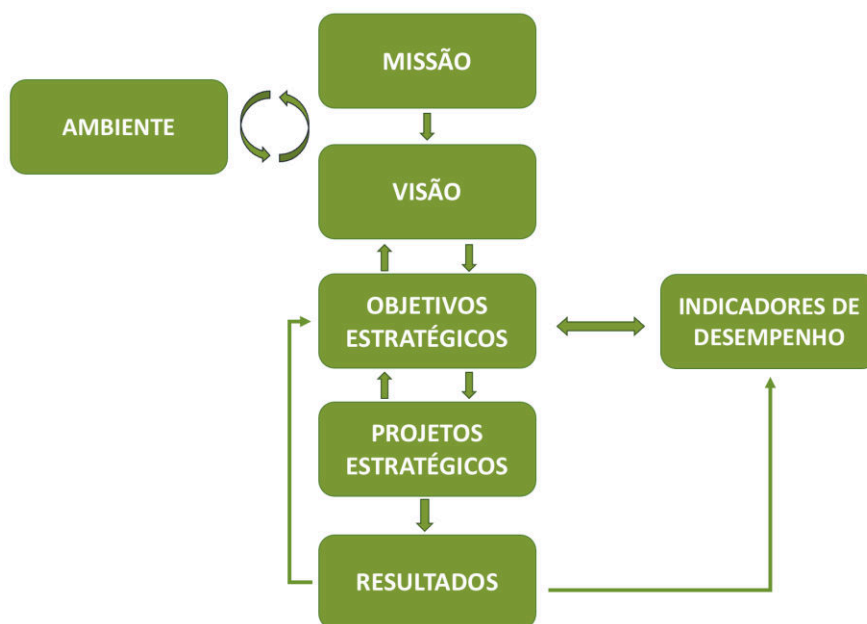 MISSÃO
AMBIENTE
VISÃO
OBJETIVOS
ESTRATÉGICOS
INDICADORES DE
DESEMPENHO
PROJETOS
ESTRATÉGICOS
RESULTADOS